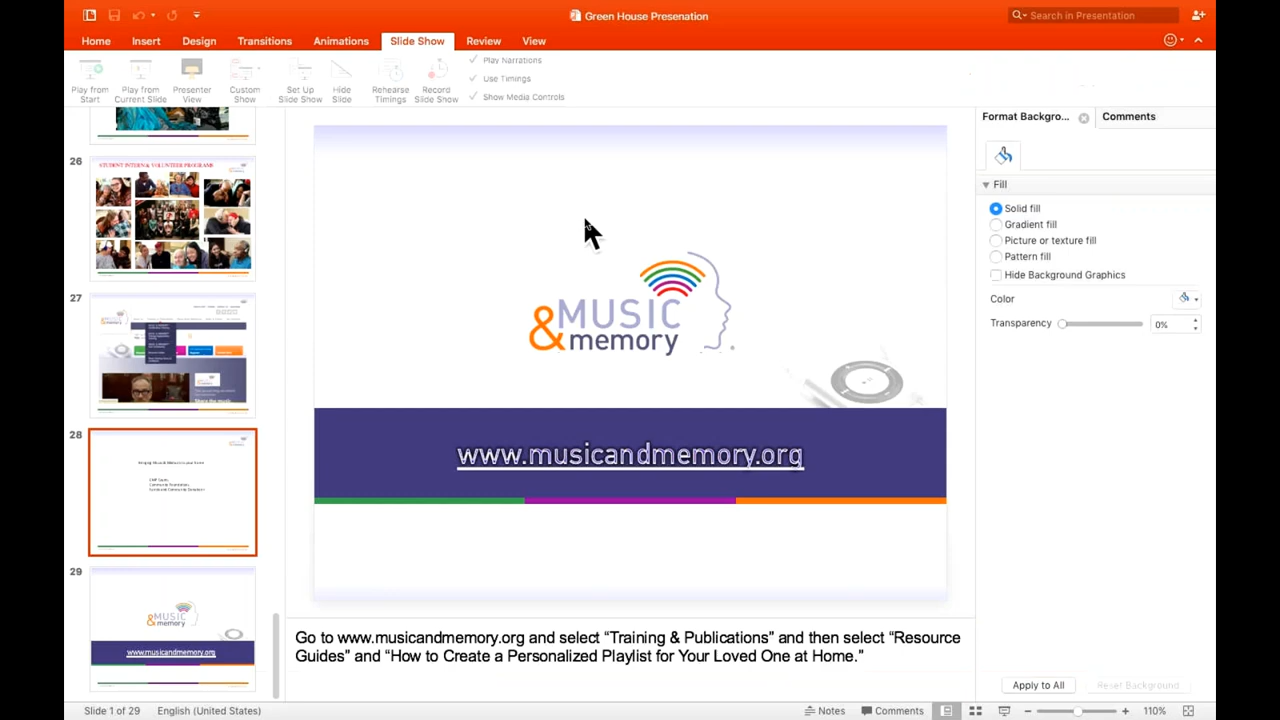 Green House Presenation
Search in Presentation
Home Insert Design Transitions Animations Slide Show Review View
Play from Start
Play from Current Slide
Presenter View
Custom Show
Set Up Slide Show
Hide Slide
Rehearse Timings
Record Slide Show
Play Narrations
Use Timings
Show Media Controls
26
STUDENT INTERN & VOLUNTEER PROGRAMS
27
28
29
MUSIC
&memory
www.musicandmemory.org
MUSIC
&memory
www.musicandmemory.org
Go to www.musicandmemory.org and select “Training & Publications” and then select “Resource
Guides” and “How to Create a Personalized Playlist for Your Loved One at Home.”
Format Backgro...
Comments
Fill
Solid fill
Gradient fill
Picture or texture fill
Pattern fill
Hide Background Graphics
Color
Transparency 0%
Apply to All
Reset Background
Slide 1 of 29
English (United States)
Notes
Comments
110%